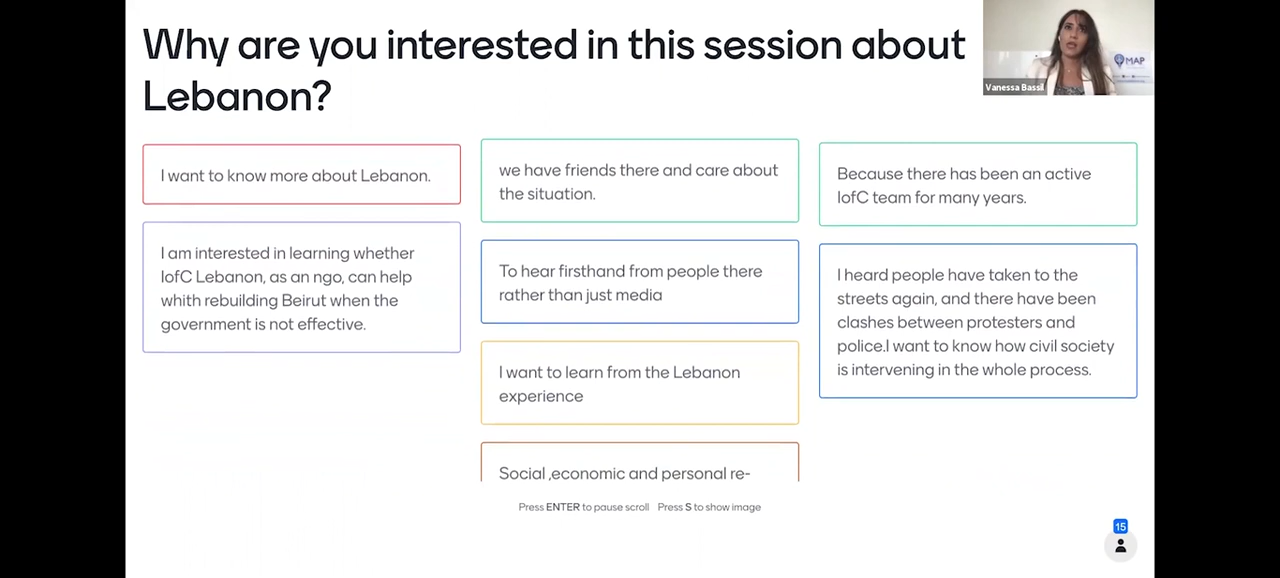 Why are you interested in this session about
Lebanon?
MAP
Vanessa Bassil
I want to know more about Lebanon.
I am interested in learning whether
IofC Lebanon, as an ngo, can help
whith rebuilding Beirut when the
government is not effective.
we have friends there and care about
the situation.
To hear firsthand from people there
rather than just media
I want to learn from the Lebanon
experience
Social ,economic and personal re-
Because there has been an active
IofC team for many years.
I heard people have taken to the
streets again, and there have been
clashes between protesters and
police.I want to know how civil society
is intervening in the whole process.
Press ENTER to pause scroll Press S to show image
15